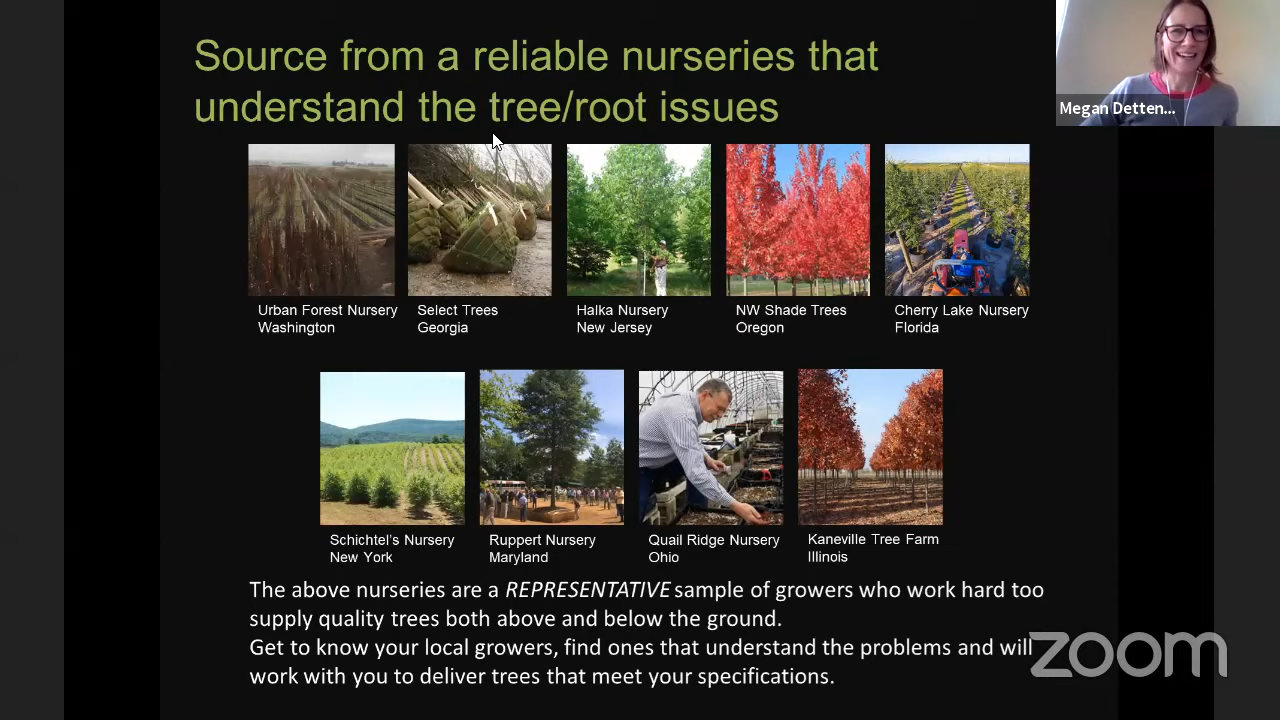 Source from a reliable nurseries that
understand the tree/root issues
Megan Detten...
Urban Forest Nursery
Washington
Select Trees
Georgia
Halka Nursery
New Jersey
NW Shade Trees
Oregon
Cherry Lake Nursery
Florida
Schichtel's Nursery
New York
Ruppert Nursery
Maryland
Quail Ridge Nursery
Ohio
Kaneville Tree Farm
Illinois
The above nurseries are a REPRESENTATIVE sample of growers who work hard too
supply quality trees both above and below the ground.
Get to know your local growers, find ones that understand the problems and will
work with you to deliver trees that meet your specifications.
zoom